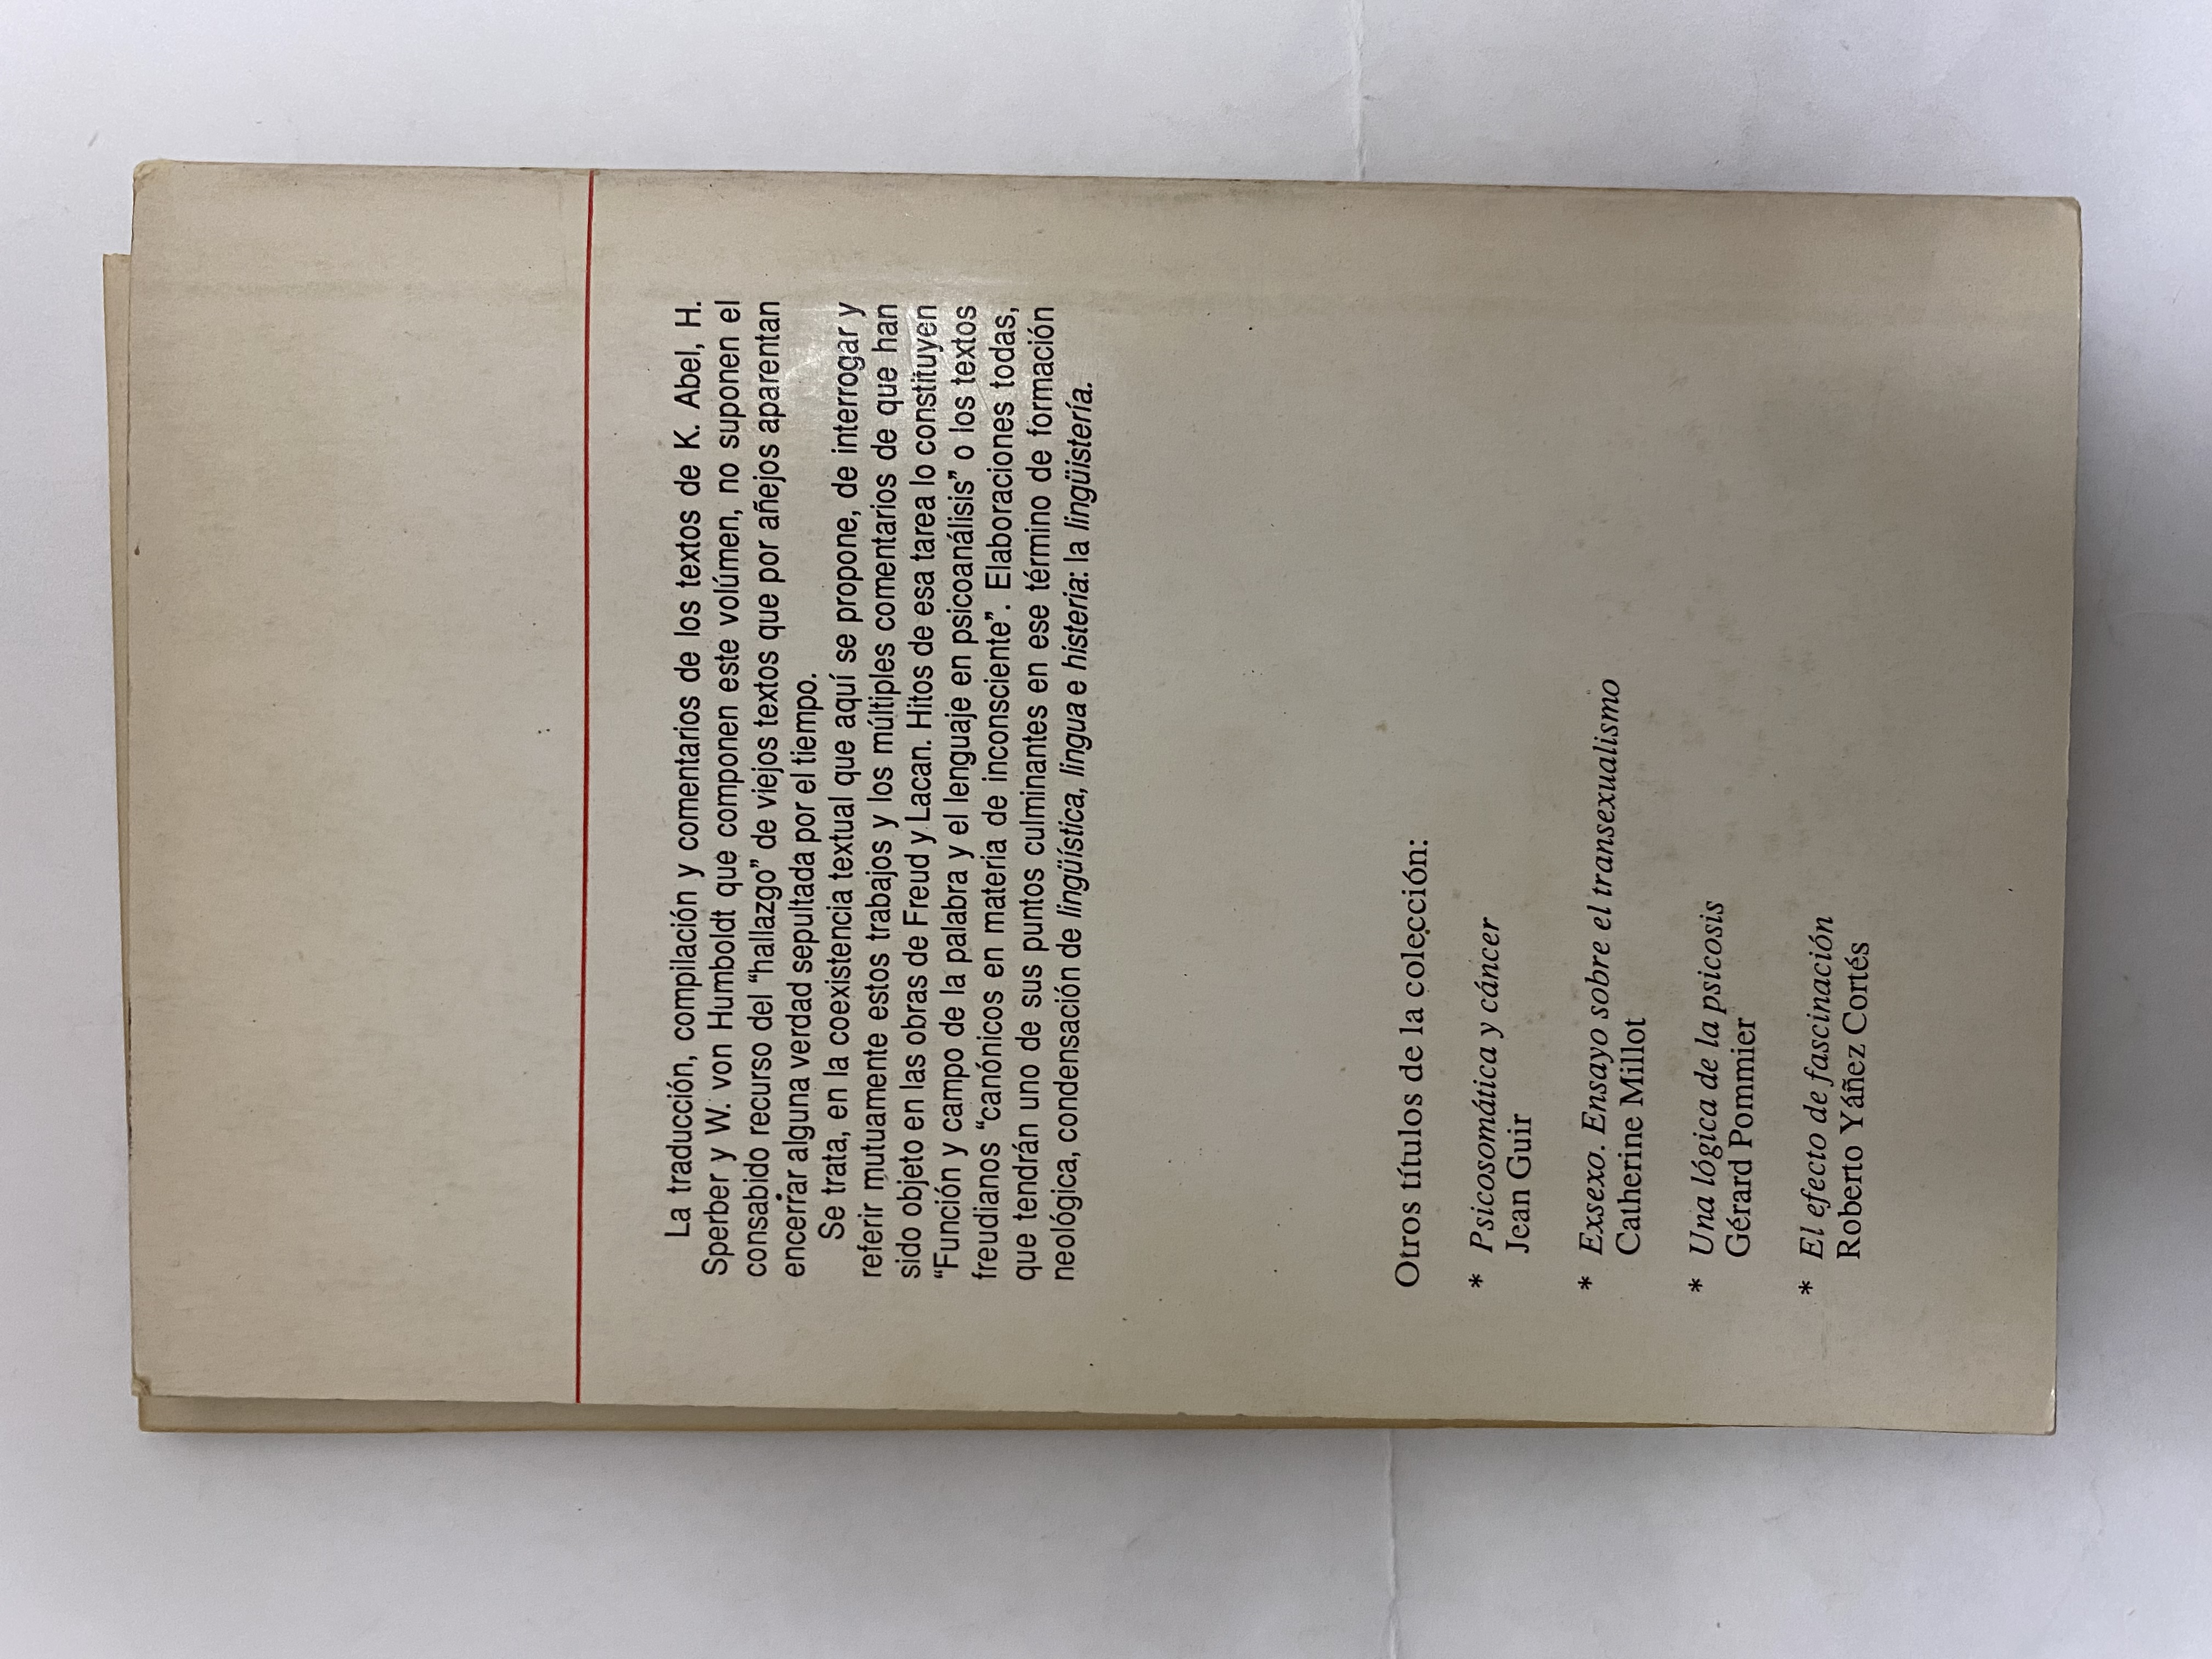 La traducción, compilación y comentarios de los textos de K. Abel, H.
Sperber y W. von Humboldt que componen este volúmen, no suponen el
consabido recurso del “hallazgo” de viejos textos que por añejos aparentan
encerrar alguna verdad sepultada por el tiempo.
Se trata, en la coexistencia textual que aquí se propone, de interrogar y
referir mutuamente estos trabajos y los múltiples comentarios de que han
sido objeto en las obras de Freud y Lacan. Hitos de esa tarea lo constituyen
“Función y campo de la palabra y el lenguaje en psicoanálisis” o los textos
freudianos “canónicos en materia de inconsciente”. Elaboraciones todas,
que tendrán uno de sus puntos culminantes en ese término de formación
neológica, condensación de lingüística, lingua e histeria: la lingüistería.
Otros títulos de la colección:
* Psicosomática y cáncer
Jean Guir
* Exsexo. Ensayo sobre el transexualismo
Catherine Millot
* Una lógica de la psicosis
Gérard Pommier
* El efecto de fascinación
Roberto Yáñez Cortés